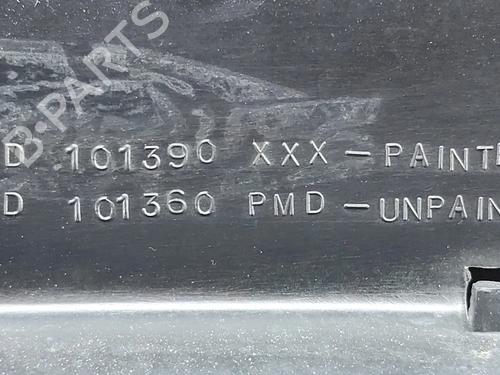 B-PARTS
D 101390 XXX-PAINT
D 101360 PMD-UNPAIN